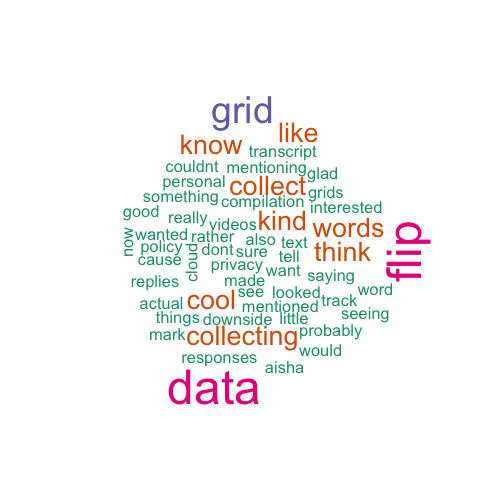 grid
know like
couldnt mentioning transcript
personal collect glad
something compilation grids
good really videos kind interested
now wanted rather also text words
policy dont sure tell think
cause cloud privacy want flip
replies made see looked saying
actual cool mentioned track word
things downside little seeing
mark collecting probably
responses would
aisha
data